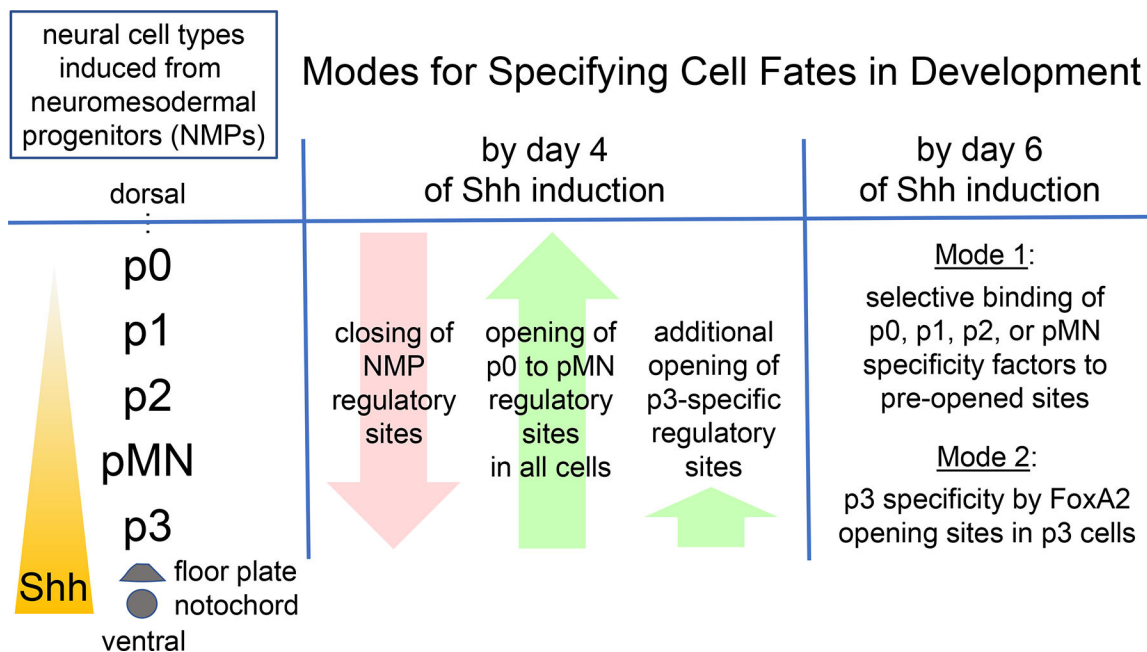 neural cell types
induced from
neuromesodermal
progenitors (NMPs)
Modes for Specifying Cell Fates in Development
by day 4
of Shh induction
by day 6
of Shh induction
dorsal
:
p0
p1
p2
pMN
p3
Shh
floor plate
notochord
ventral
closing of
NMP
regulatory
sites
opening of
p0 to pMN
regulatory
sites
in all cells
additional
opening of
p3-specific
regulatory
sites
Mode 1:
selective binding of
p0, p1, p2, or pMN
specificity factors to
pre-opened sites
Mode 2:
p3 specificity by FoxA2
opening sites in p3 cells